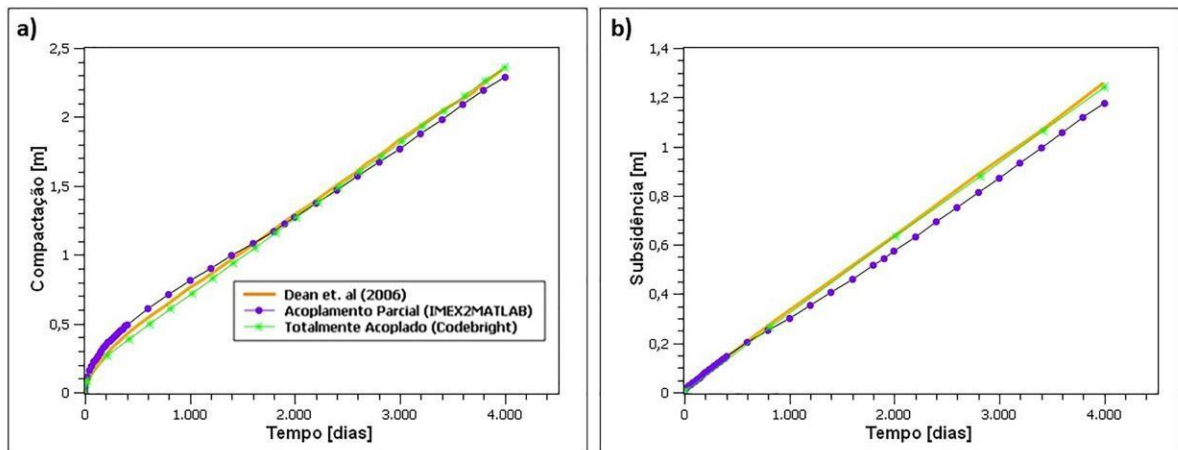 a)
Compactação [m]
2,5
2
1,5
1
0,5
0
0
1.000
2.000
3.000
4.000
Tempo [dias]
Dean et. al (2006)
Acoplamento Parcial (IMEX2MATLAB)
Totalmente Acoplado (Codebright)
b)
Subsidência [m]
1,4
1,2
1
0,8
0,6
0,4
0,2
0
0
1.000
2.000
3.000
4.000
Tempo [dias]